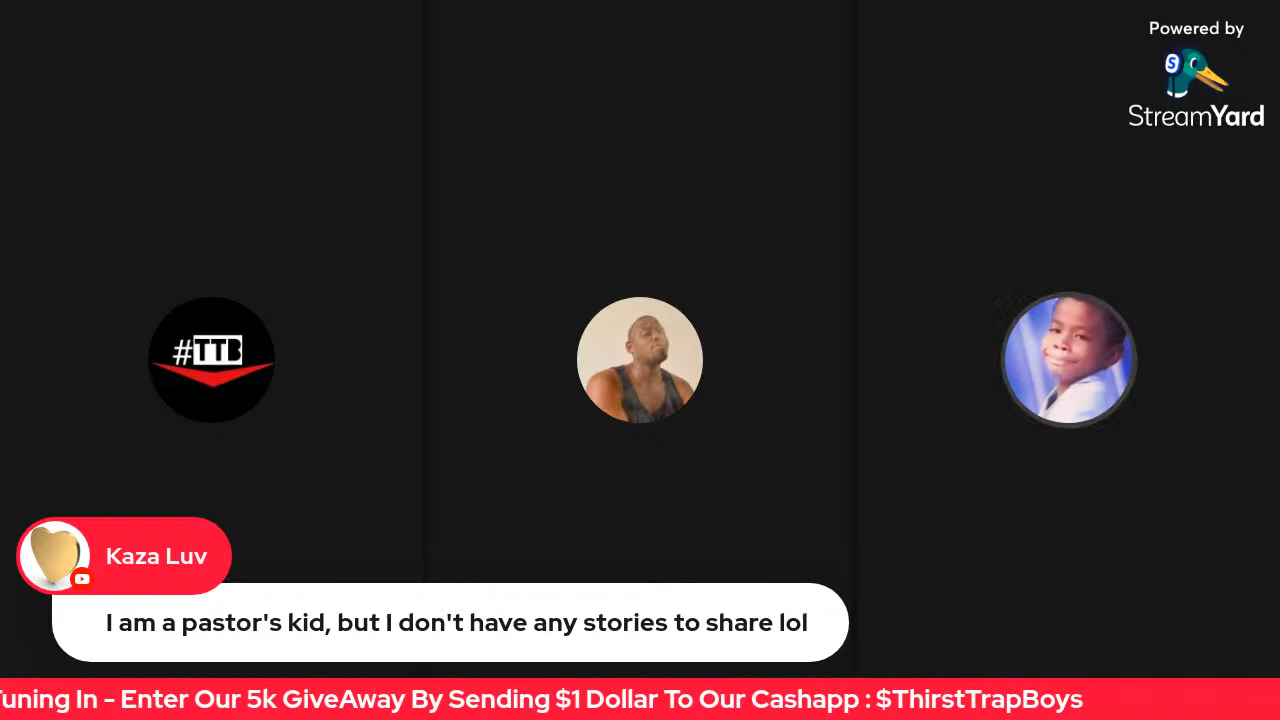 Powered by
S
StreamYard
#TTB
Kaza Luv
I am a pastor's kid, but I don't have any stories to share lol
Tuning In - Enter Our 5k GiveAway By Sending $1 Dollar To Our Cashapp : $ThirstTrapBoys